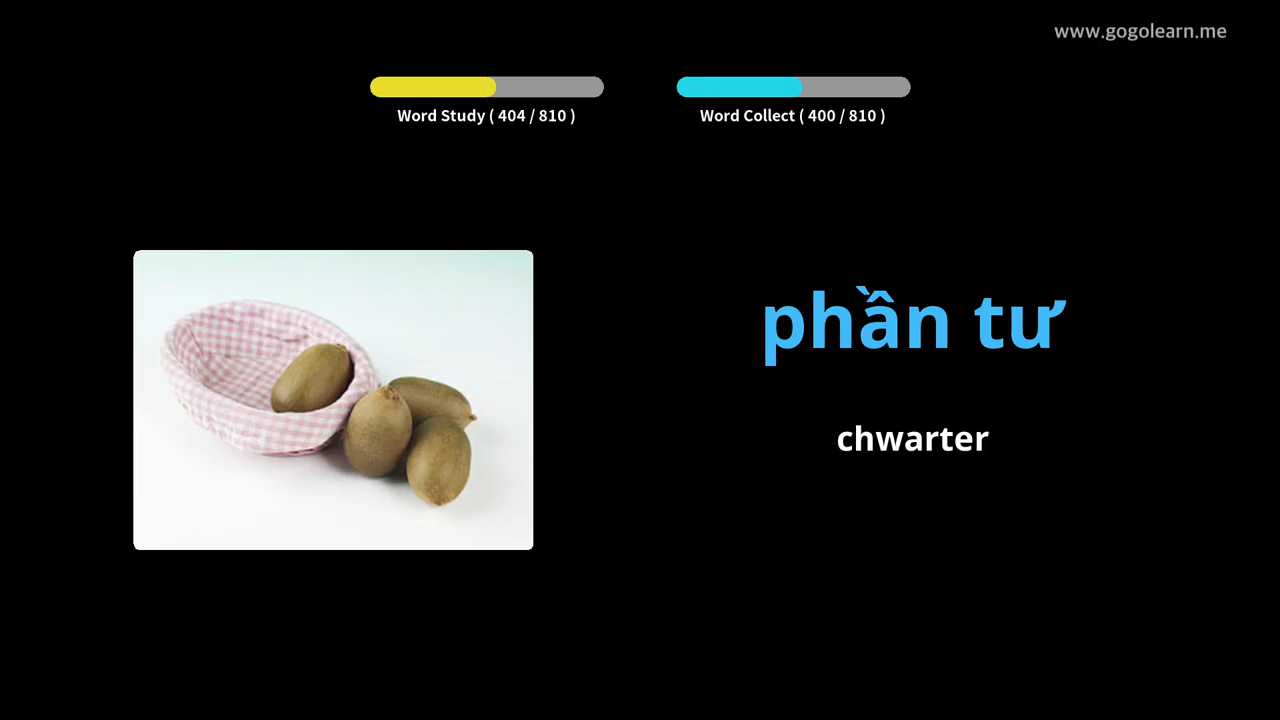 www.gogolearn.me
Word Study ( 404 / 810 )
Word Collect ( 400 / 810 )
phần tư
chwarter